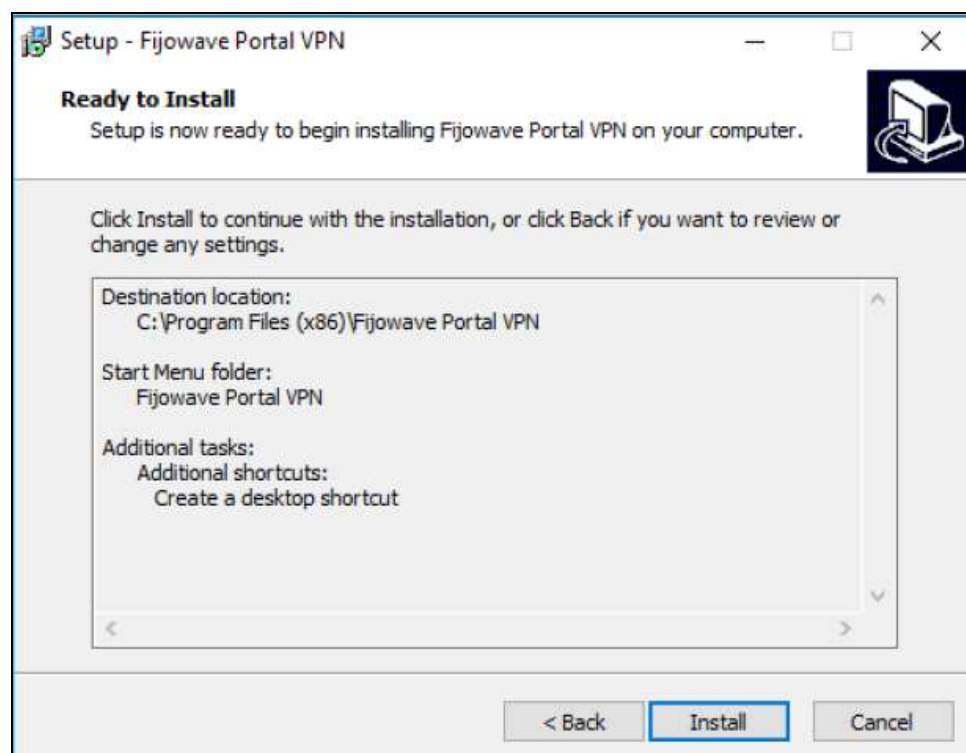 Setup - Fijowave Portal VPN
Ready to Install
Setup is now ready to begin installing Fijowave Portal VPN on your computer.
Click Install to continue with the installation, or click Back if you want to review or
change any settings.
Destination location:
C:\Program Files (x86)\Fijowave Portal VPN
Start Menu folder:
Fijowave Portal VPN
Additional tasks:
Additional shortcuts:
Create a desktop shortcut
< Back
Install
Cancel